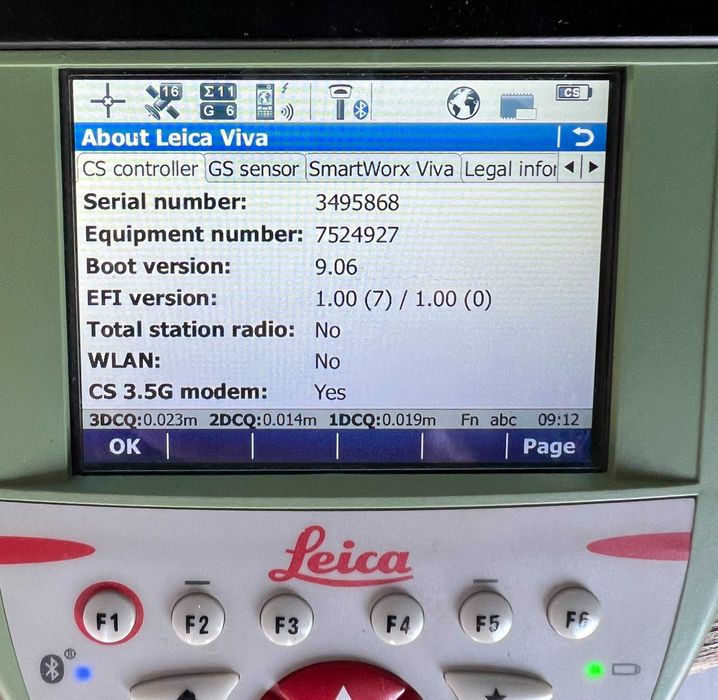 16 Σ 11 CS
G 6
About Leica Viva
CS controller GS sensor SmartWorx Viva Legal infor
Serial number: 3495868
Equipment number: 7524927
Boot version: 9.06
EFI version: 1.00 (7) / 1.00 (0)
Total station radio: No
WLAN: No
CS 3.5G modem: Yes
3DCQ:0.023m 2DCQ:0.014m 1DCQ:0.019m Fn abc 09:12
OK Page
Leica
F1 F2 F3 F4 F5 F6
®